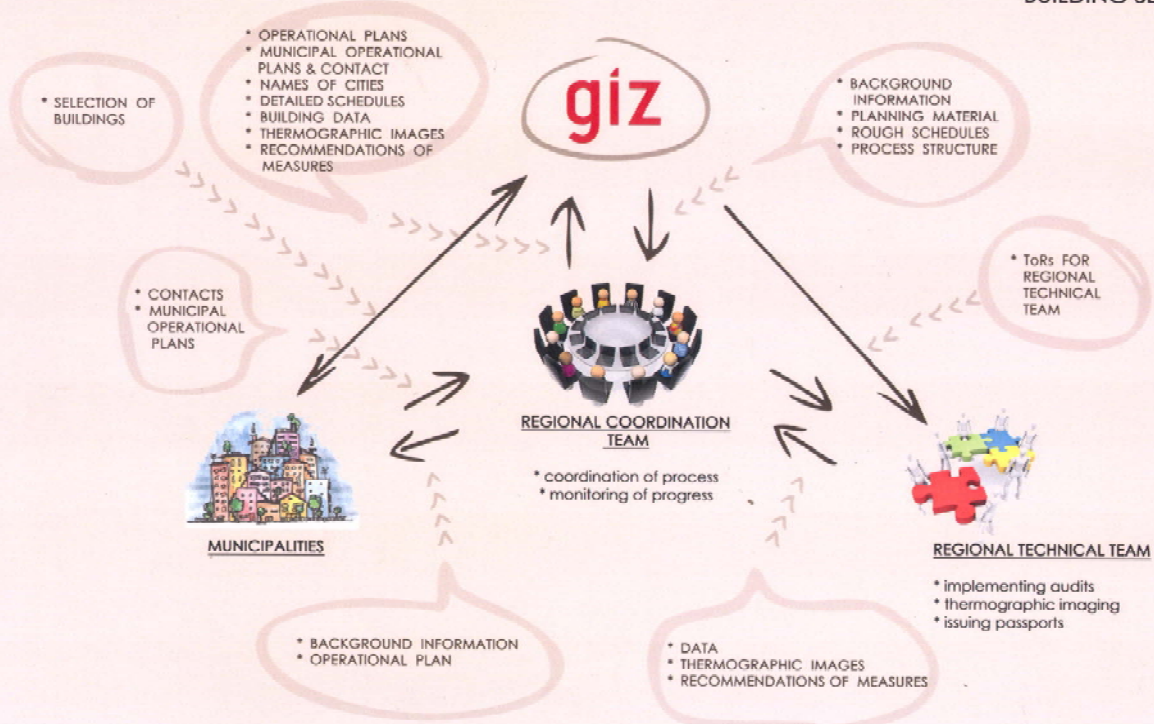 * OPERATIONAL PLANS
* MUNICIPAL OPERATIONAL
PLANS & CONTACT
* NAMES OF CITIES
* DETAILED SCHEDULES
* BUILDING DATA
* THERMOGRAPHIC IMAGES
* RECOMMENDATIONS OF
MEASURES
* SELECTION OF
BUILDINGS
giz
* BACKGROUND
INFORMATION
* PLANNING MATERIAL
* ROUGH SCHEDULES
* PROCESS STRUCTURE
* CONTACTS
* MUNICIPAL
OPERATIONAL
PLANS
* ToRs FOR
REGIONAL
TECHNICAL
TEAM
REGIONAL COORDINATION
TEAM
* coordination of process
* monitoring of progress
MUNICIPALITIES
REGIONAL TECHNICAL TEAM
* implementing audits
* thermographic imaging
* issuing passports
* BACKGROUND INFORMATION
* OPERATIONAL PLAN
* DATA
* THERMOGRAPHIC IMAGES
* RECOMMENDATIONS OF MEASURES